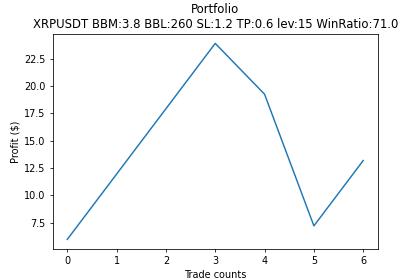 Portfolio
XRPUSDT BBM:3.8 BBL:260 SL:1.2 TP:0.6 lev:15 WinRatio:71.0
22.5
20.0
17.5
15.0
12.5
10.0
7.5
Profit ($)
0 1 2 3 4 5 6
Trade counts